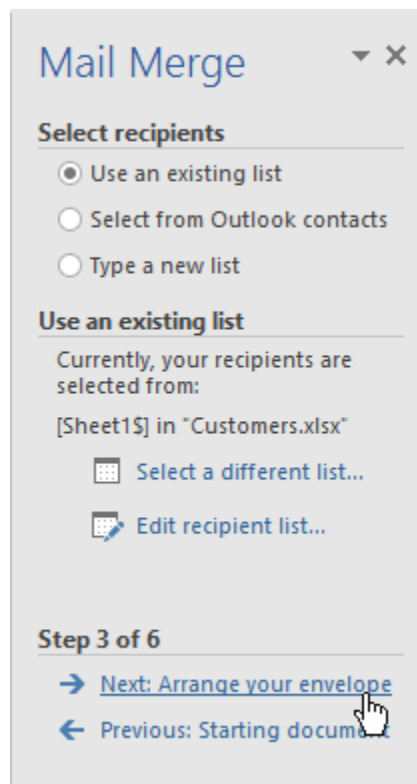 Mail Merge
Select recipients
Use an existing list
Select from Outlook contacts
Type a new list
Use an existing list
Currently, your recipients are
selected from:
[Sheet1$] in "Customers.xlsx"
Select a different list...
Edit recipient list...
Step 3 of 6
Next: Arrange your envelope
Previous: Starting document